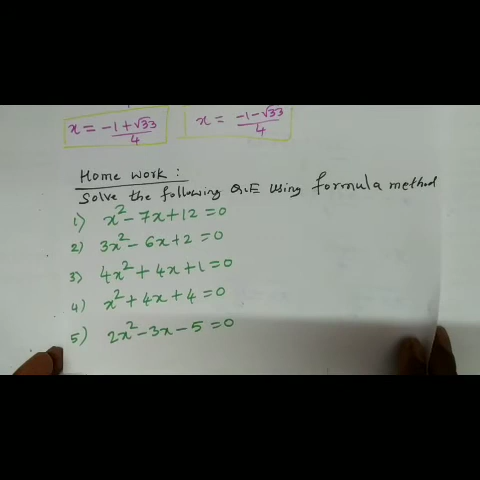 x = -1+√33/4 x = -1-√33/4
Home work :
Solve the following Q.E using formula method
1) x² - 7x + 12 = 0
2) 3x² - 6x + 2 = 0
3) 4x² + 4x + 1 = 0
4) x² + 4x + 4 = 0
5) 2x² - 3x - 5 = 0